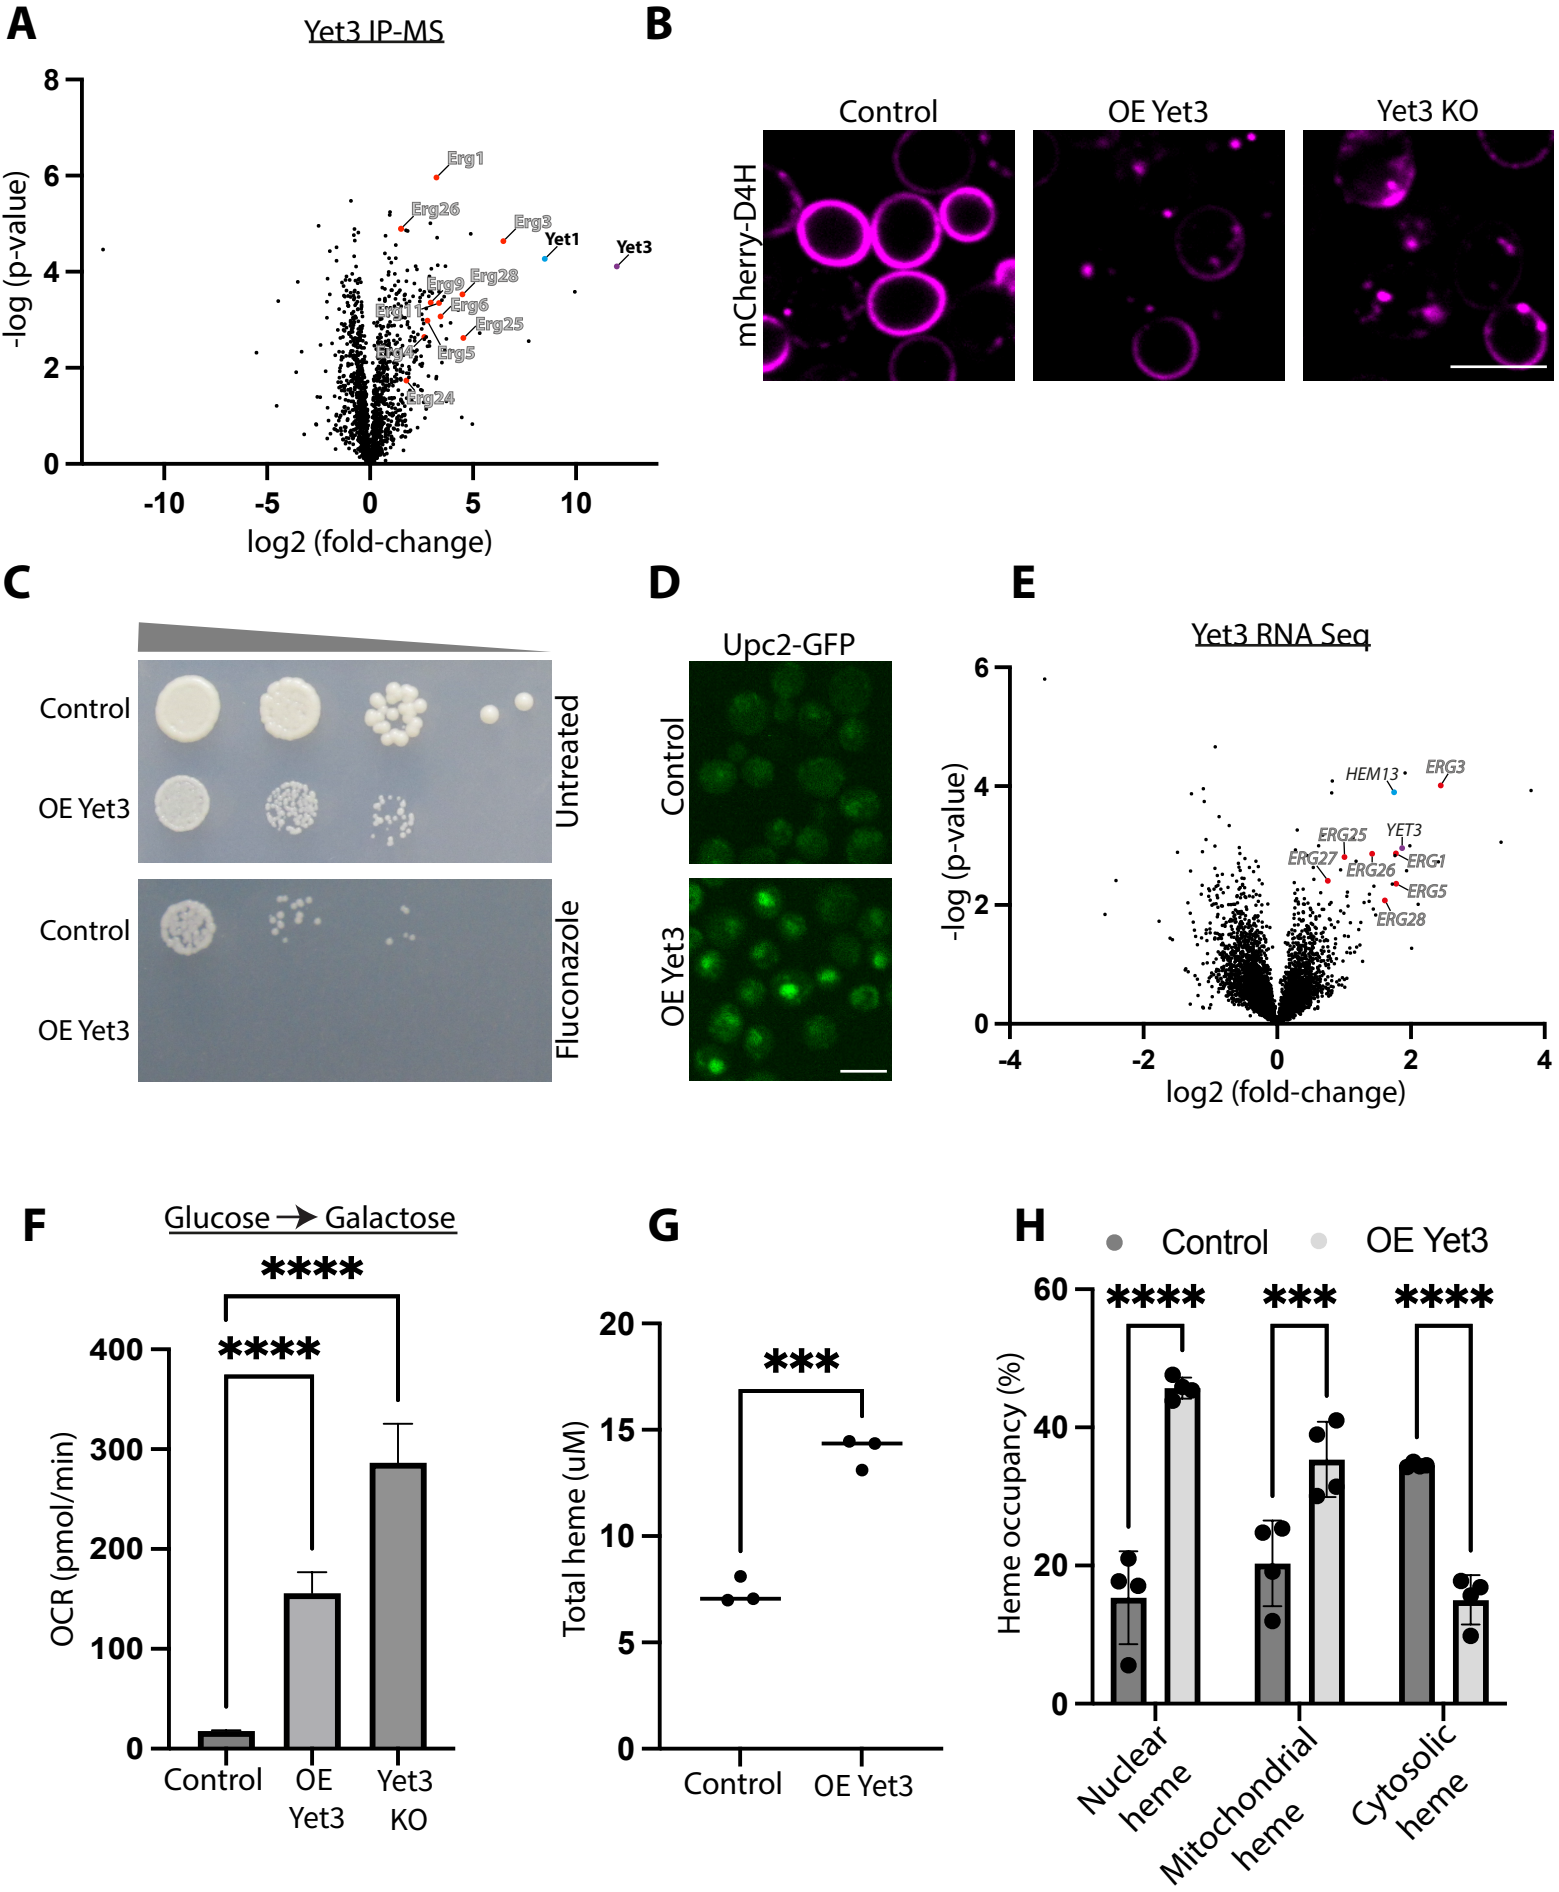 A
Yet3 IP-MS
8
6
4
2
0
-log (p-value)
-10
-5
0
5
10
log2 (fold-change)
Erg1
Erg26
Erg3
Yet1
Yet3
Erg28
Erg9
Erg11
Erg6
Erg25
Erg4
Erg5
Erg24
B
Control
OE Yet3
Yet3 KO
mCherry-D4H
C
Control
OE Yet3
Untreated
Control
OE Yet3
Fluconazole
D
Upc2-GFP
Control
OE Yet3
E
Yet3 RNA Seq
6
4
2
0
-log (p-value)
-4
-2
0
2
4
log2 (fold-change)
HEM13
ERG3
YET3
ERG25
ERG27
ERG26
ERG1
ERG5
ERG28
F
Glucose → Galactose
****
****
400
300
200
100
0
OCR (pmol/min)
Control
OE
Yet3
Yet3
KO
G
***
20
15
10
5
0
Total heme (uM)
Control
OE Yet3
H
Control
OE Yet3
****
***
****
60
40
20
0
Heme occupancy (%)
Nuclear
heme
Mitochondrial
heme
Cytosolic
heme